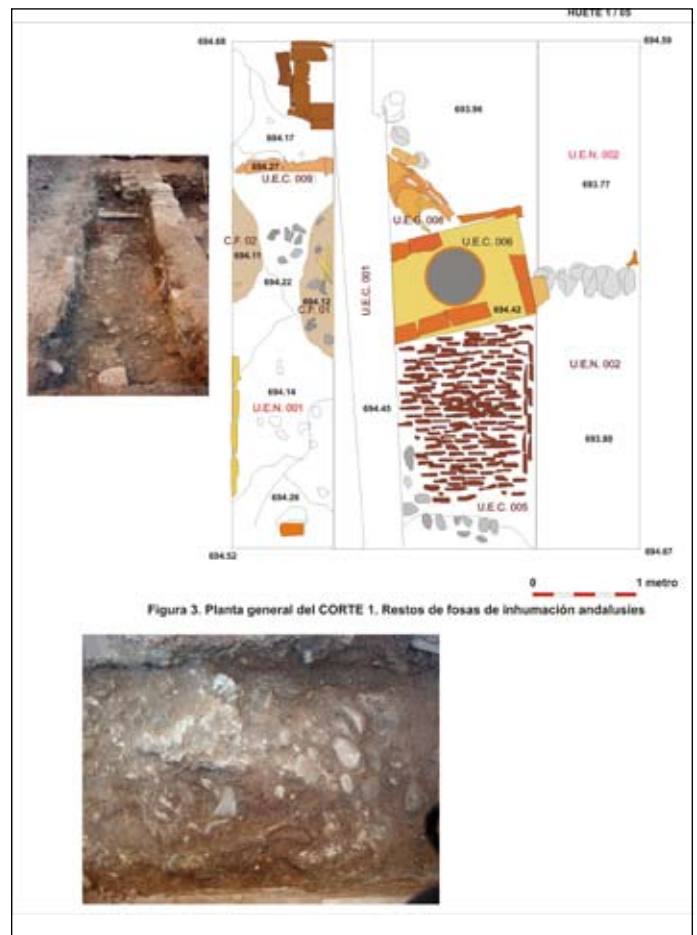 HUETE 1 / 05
694.68
694.59
694.17
693.96
694.27
U.E.C. 009
U.E.N. 002
693.77
U.E.C. 008
U.E.C. 006
C.F. 02
694.11
694.22
694.12
C.F. 01
U.E.C. 001
694.42
694.14
U.E.N. 001
694.45
U.E.N. 002
693.80
694.26
U.E.C. 005
694.52
694.67
0 1 metro
Figura 3. Planta general del CORTE 1. Restos de fosas de inhumación andalusíes